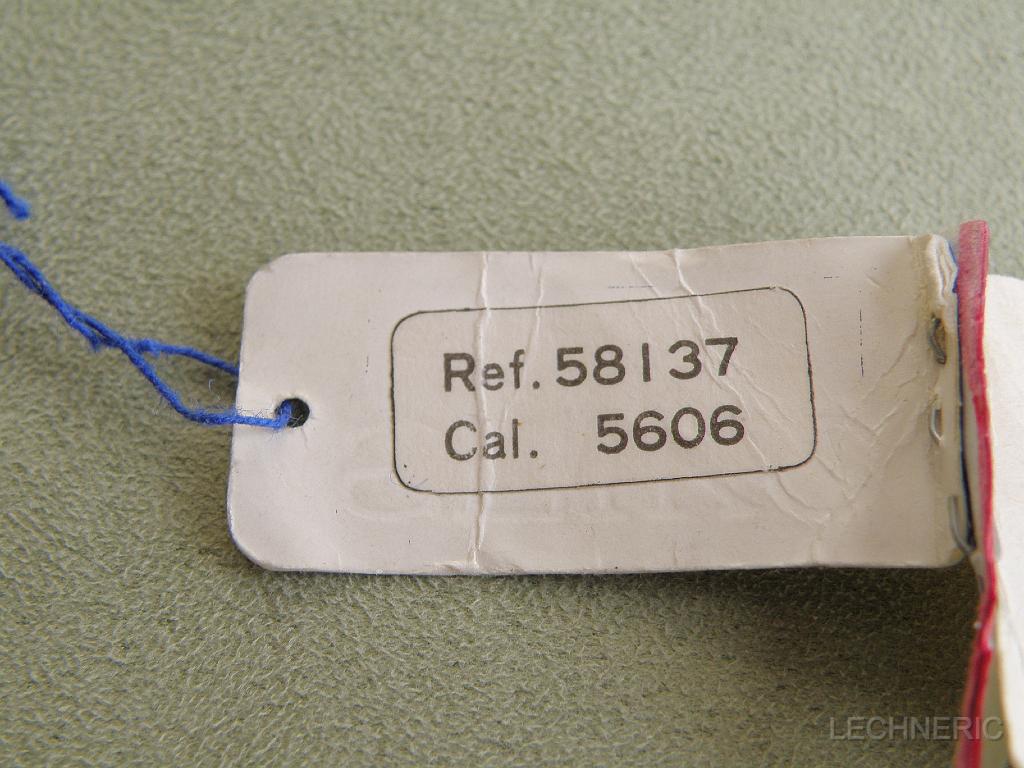 Ref. 58137
Cal. 5606
LECHNERIC